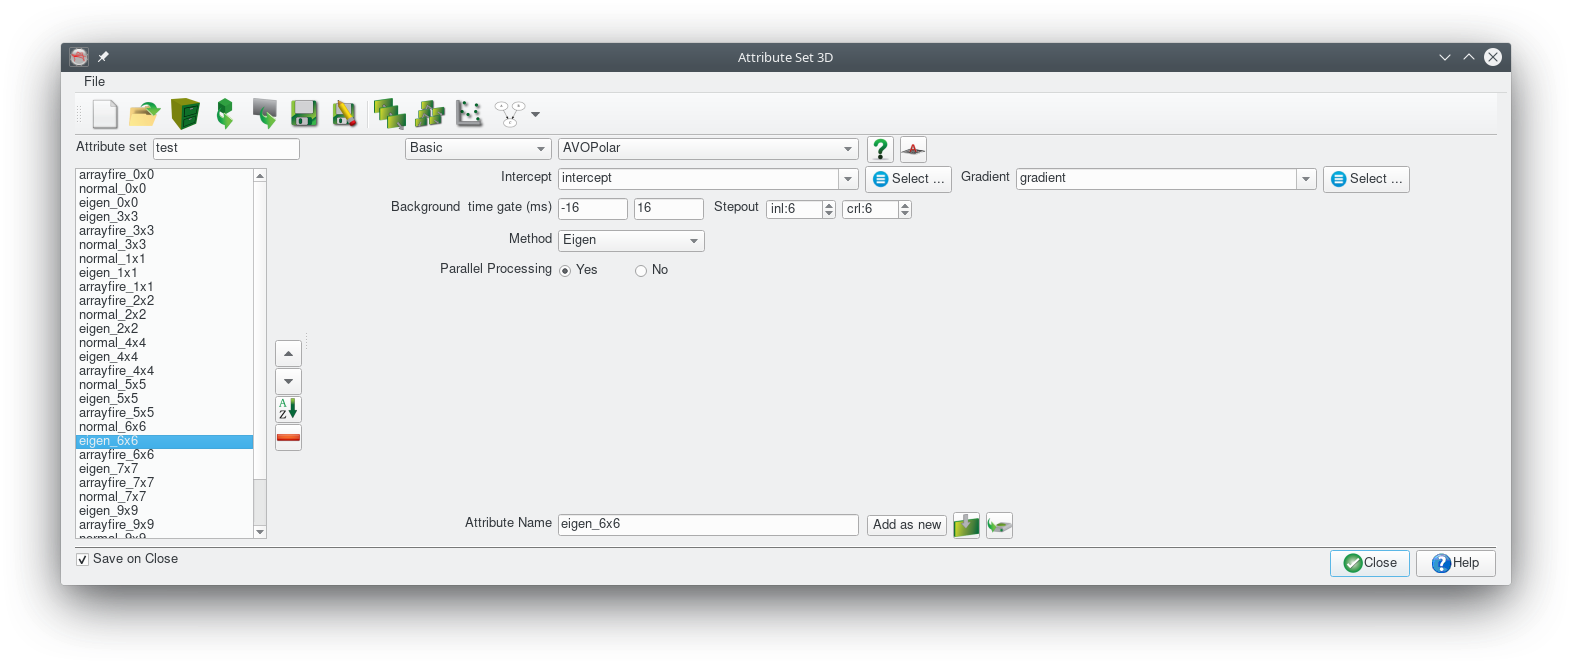 Attribute Set 3D
File
Attribute set test Basic AVOPolar
Intercept intercept Select ... Gradient gradient Select ...
Background time gate (ms) -16 16 Stepout inl:6 crl:6
Method Eigen
Parallel Processing Yes No
arrayfire_0x0
normal_0x0
eigen_0x0
eigen_3x3
arrayfire_3x3
normal_3x3
normal_1x1
eigen_1x1
arrayfire_1x1
arrayfire_2x2
normal_2x2
eigen_2x2
normal_4x4
eigen_4x4
arrayfire_4x4
normal_5x5
eigen_5x5
arrayfire_5x5
normal_6x6
eigen_6x6
arrayfire_6x6
eigen_7x7
arrayfire_7x7
normal_7x7
eigen_9x9
arrayfire_9x9
normal_9x9
A
Z
Attribute Name eigen_6x6 Add as new
Save on Close
Close Help